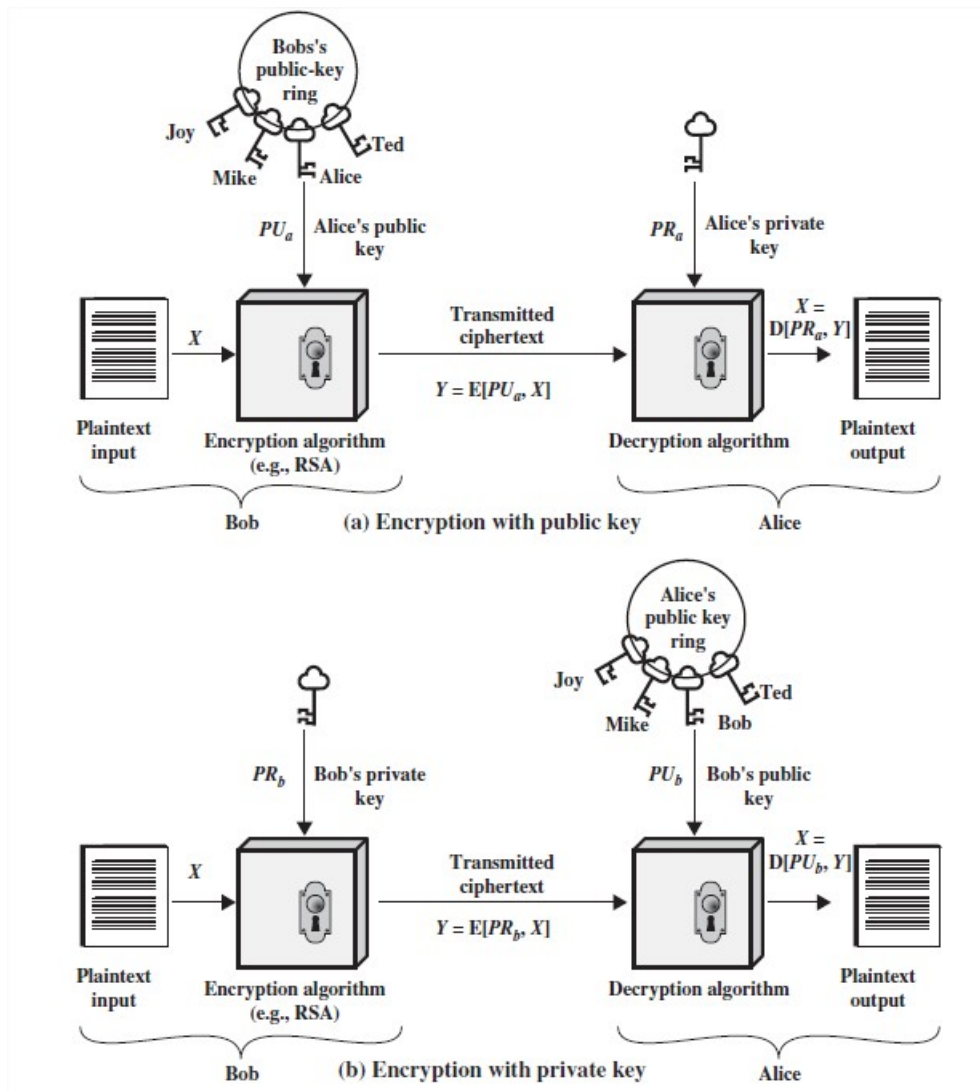 Bobs's
public-key
ring
Joy
Ted
Mike
Alice
PUa
Alice's public
key
PRa
Alice's private
key
X
Transmitted
ciphertext
X =
D[PRa, Y]
Y = E[PUa, X]
Plaintext
input
Encryption algorithm
(e.g., RSA)
Decryption algorithm
Plaintext
output
Bob
(a) Encryption with public key
Alice
Alice's
public key
ring
Joy
Ted
Mike
Bob
PRb
Bob's private
key
PUb
Bob's public
key
X
Transmitted
ciphertext
X =
D[PUb, Y]
Y = E[PRb, X]
Plaintext
input
Encryption algorithm
(e.g., RSA)
Decryption algorithm
Plaintext
output
Bob
(b) Encryption with private key
Alice